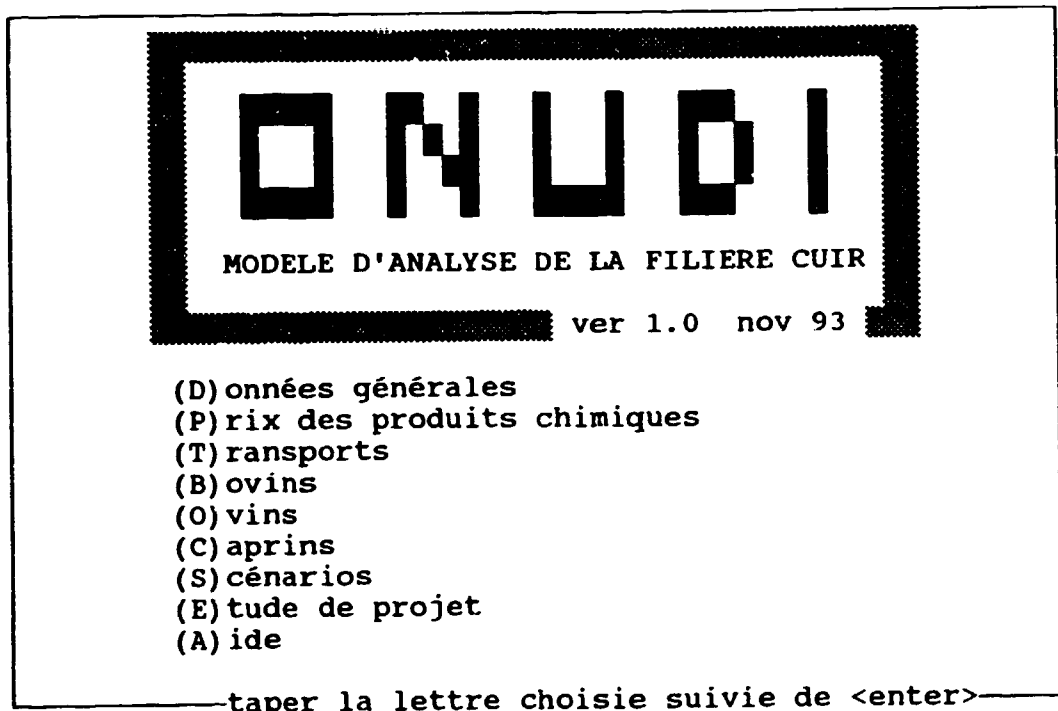 ONUDI
MODELE D'ANALYSE DE LA FILIERE CUIR
ver 1.0 nov 93
(D)onnées générales
(P)rix des produits chimiques
(T)ransports
(B)ovins
(O)vins
(C)aprins
(S)cénarios
(E)tude de projet
(A)ide
taper la lettre choisie suivie de <enter>